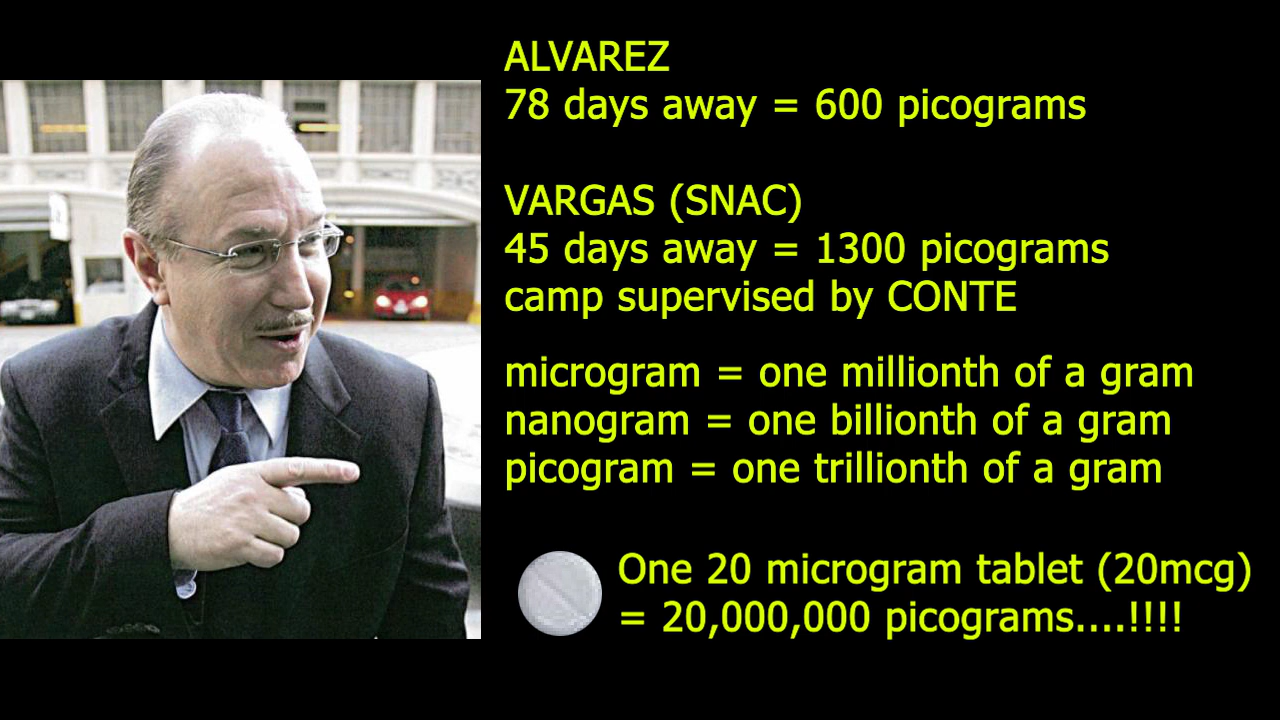 ALVAREZ
78 days away = 600 picograms
VARGAS (SNAC)
45 days away = 1300 picograms
camp supervised by CONTE
microgram = one millionth of a gram
nanogram = one billionth of a gram
picogram = one trillionth of a gram
One 20 microgram tablet (20mcg)
= 20,000,000 picograms....!!!!